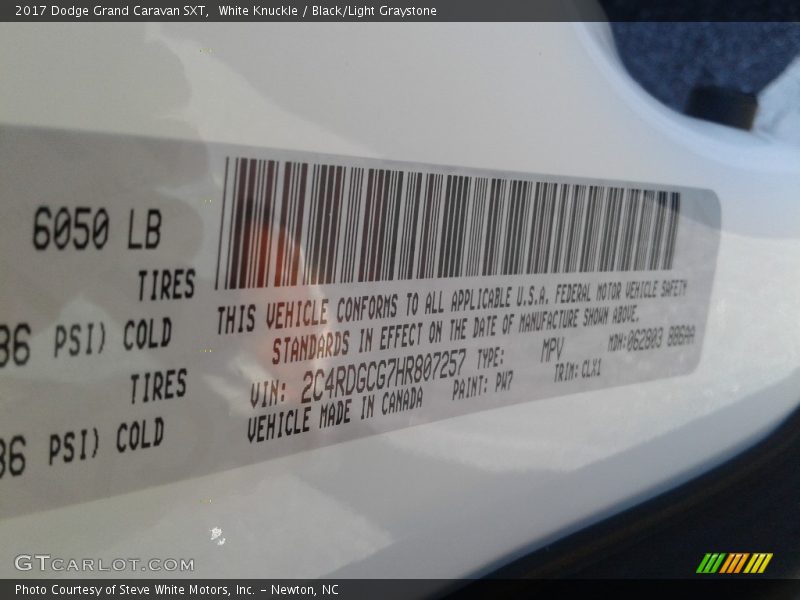 2017 Dodge Grand Caravan SXT, White Knuckle / Black/Light Graystone
6050 LB
TIRES
36 PSI) COLD
TIRES
36 PSI) COLD
THIS VEHICLE CONFORMS TO ALL APPLICABLE U.S.A. FEDERAL MOTOR VEHICLE SAFETY
STANDARDS IN EFFECT ON THE DATE OF MANUFACTURE SHOWN ABOVE.
VIN: 2C4RDGCG7HR807257 TYPE: MPV MDH:062803 886AA
VEHICLE MADE IN CANADA PAINT: PW7 TRIM: CLX1
GTCARLOT.COM
Photo Courtesy of Steve White Motors, Inc. - Newton, NC